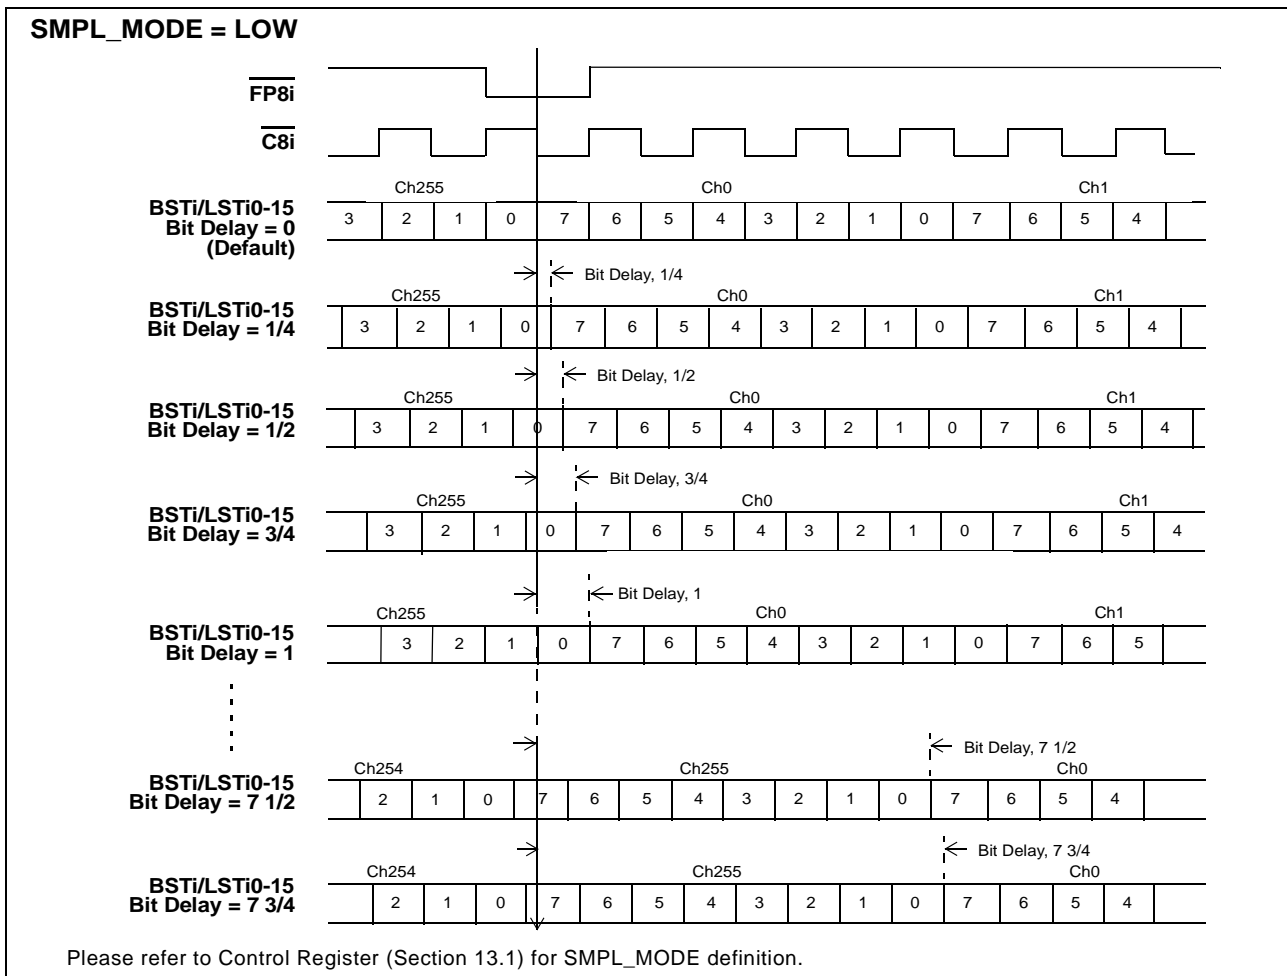 SMPL_MODE = LOW
FP8i
C8i
Ch255 Ch0 Ch1
BSTi/LSTi0-15
Bit Delay = 0
(Default)
3 2 1 0 7 6 5 4 3 2 1 0 7 6 5 4
Bit Delay, 1/4
Ch255 Ch0 Ch1
BSTi/LSTi0-15
Bit Delay = 1/4
3 2 1 0 7 6 5 4 3 2 1 0 7 6 5 4
Bit Delay, 1/2
Ch255 Ch0 Ch1
BSTi/LSTi0-15
Bit Delay = 1/2
3 2 1 0 7 6 5 4 3 2 1 0 7 6 5 4
Bit Delay, 3/4
Ch255 Ch0 Ch1
BSTi/LSTi0-15
Bit Delay = 3/4
3 2 1 0 7 6 5 4 3 2 1 0 7 6 5 4
Bit Delay, 1
Ch255 Ch0 Ch1
BSTi/LSTi0-15
Bit Delay = 1
3 2 1 0 7 6 5 4 3 2 1 0 7 6 5
Bit Delay, 7 1/2
Ch254 Ch255 Ch0
BSTi/LSTi0-15
Bit Delay = 7 1/2
2 1 0 7 6 5 4 3 2 1 0 7 6 5 4
Bit Delay, 7 3/4
Ch254 Ch255 Ch0
BSTi/LSTi0-15
Bit Delay = 7 3/4
2 1 0 7 6 5 4 3 2 1 0 7 6 5 4
Please refer to Control Register (Section 13.1) for SMPL_MODE definition.